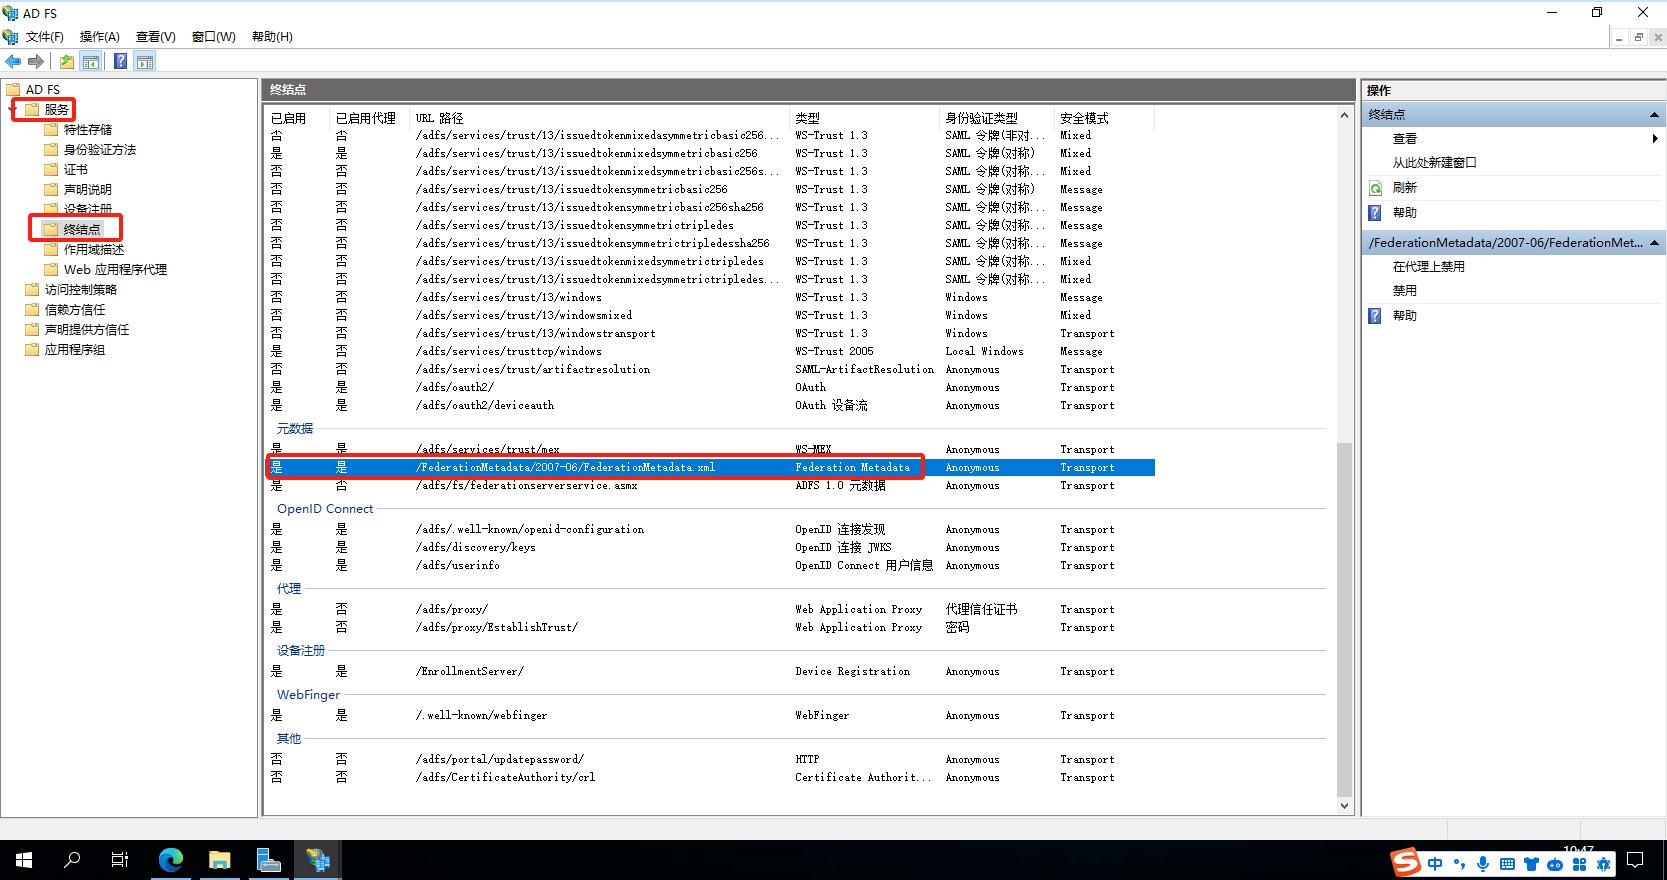 AD FS
文件(F) 操作(A) 查看(V) 窗口(W) 帮助(H)
AD FS
服务
特性存储
身份验证方法
证书
声明说明
设备注册
终结点
作用域描述
Web 应用程序代理
访问控制策略
信赖方信任
声明提供方信任
应用程序组
终结点
已启用 已启用代理 URL 路径 类型 身份验证类型 安全模式
否 否 /adfs/services/trust/13/issuedtokenmixedasymmetricbasic256... WS-Trust 1.3 SAML 令牌(非对... Mixed
是 是 /adfs/services/trust/13/issuedtokenmixedsymmetricbasic256 WS-Trust 1.3 SAML 令牌(对称) Mixed
否 否 /adfs/services/trust/13/issuedtokenmixedsymmetricbasic256s... WS-Trust 1.3 SAML 令牌(对称... Mixed
否 否 /adfs/services/trust/13/issuedtokensymmetricbasic256 WS-Trust 1.3 SAML 令牌(对称) Message
否 否 /adfs/services/trust/13/issuedtokensymmetricbasic256sha256 WS-Trust 1.3 SAML 令牌(对称... Message
否 否 /adfs/services/trust/13/issuedtokensymmetrictripledes WS-Trust 1.3 SAML 令牌(对称... Message
否 否 /adfs/services/trust/13/issuedtokensymmetrictripledessha256 WS-Trust 1.3 SAML 令牌(对称... Message
否 否 /adfs/services/trust/13/issuedtokenmixedsymmetrictripledes WS-Trust 1.3 SAML 令牌(对称... Mixed
否 否 /adfs/services/trust/13/issuedtokenmixedsymmetrictripledes... WS-Trust 1.3 SAML 令牌(对称... Mixed
否 否 /adfs/services/trust/13/windows WS-Trust 1.3 Windows Message
否 否 /adfs/services/trust/13/windowsmixed WS-Trust 1.3 Windows Mixed
否 否 /adfs/services/trust/13/windowstransport WS-Trust 1.3 Windows Transport
是 否 /adfs/services/trusttcp/windows WS-Trust 2005 Local Windows Message
否 否 /adfs/services/trust/artifactresolution SAML-ArtifactResolution Anonymous Transport
是 是 /adfs/oauth2/ OAuth Anonymous Transport
是 是 /adfs/oauth2/deviceauth OAuth 设备流 Anonymous Transport
元数据
是 是 /adfs/services/trust/mex WS-MEX Anonymous Transport
是 是 /FederationMetadata/2007-06/FederationMetadata.xml Federation Metadata Anonymous Transport
是 否 /adfs/fs/federationserverservice.asmx ADFS 1.0 元数据 Anonymous Transport
OpenID Connect
是 是 /adfs/.well-known/openid-configuration OpenID 连接发现 Anonymous Transport
是 是 /adfs/discovery/keys OpenID 连接 JWKS Anonymous Transport
是 是 /adfs/userinfo OpenID Connect 用户信息 Anonymous Transport
代理
是 否 /adfs/proxy/ Web Application Proxy 代理信任证书 Transport
是 否 /adfs/proxy/EstablishTrust/ Web Application Proxy 密码 Transport
设备注册
是 是 /EnrollmentServer/ Device Registration Anonymous Transport
WebFinger
是 是 /.well-known/webfinger WebFinger Anonymous Transport
其他
否 否 /adfs/portal/updatepassword/ HTTP Anonymous Transport
否 否 /adfs/CertificateAuthority/crl Certificate Authorit... Anonymous Transport
操作
终结点
查看
从此处新建窗口
刷新
帮助
/FederationMetadata/2007-06/FederationMet...
在代理上禁用
禁用
帮助
10:47
中